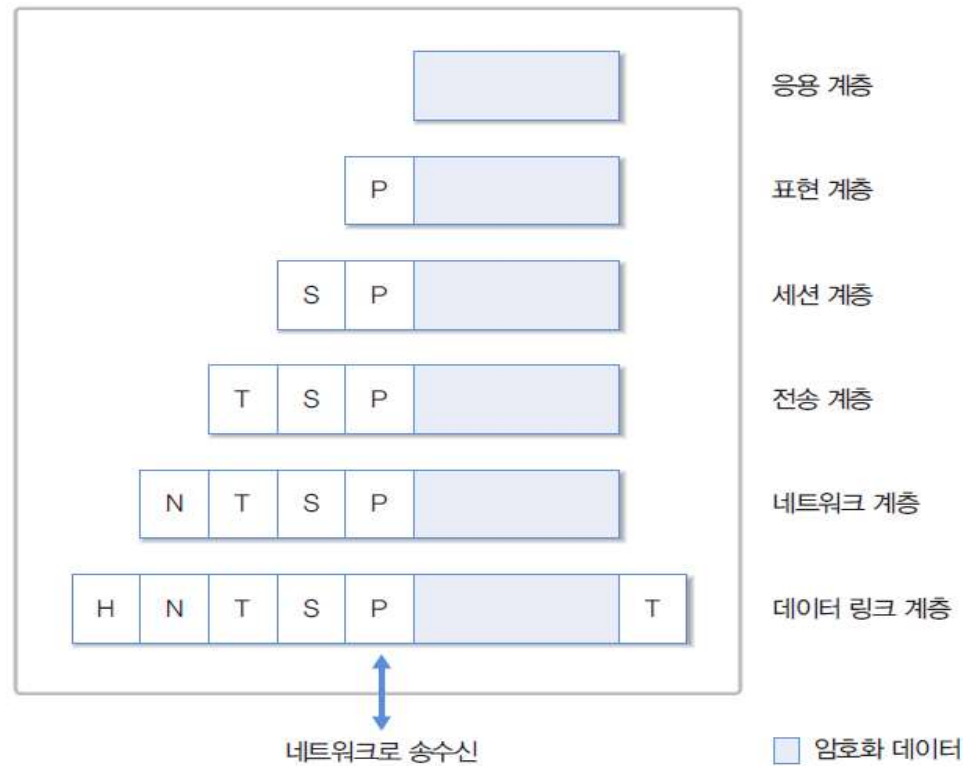 응용 계층
P
표현 계층
S P
세션 계층
T S P
전송 계층
N T S P
네트워크 계층
H N T S P T
데이터 링크 계층
네트워크로 송수신
암호화 데이터